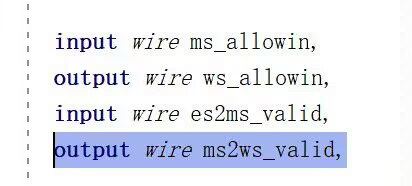 input wire ms_allowin,
output wire ws_allowin,
input wire es2ms_valid,
output wire ms2ws_valid,